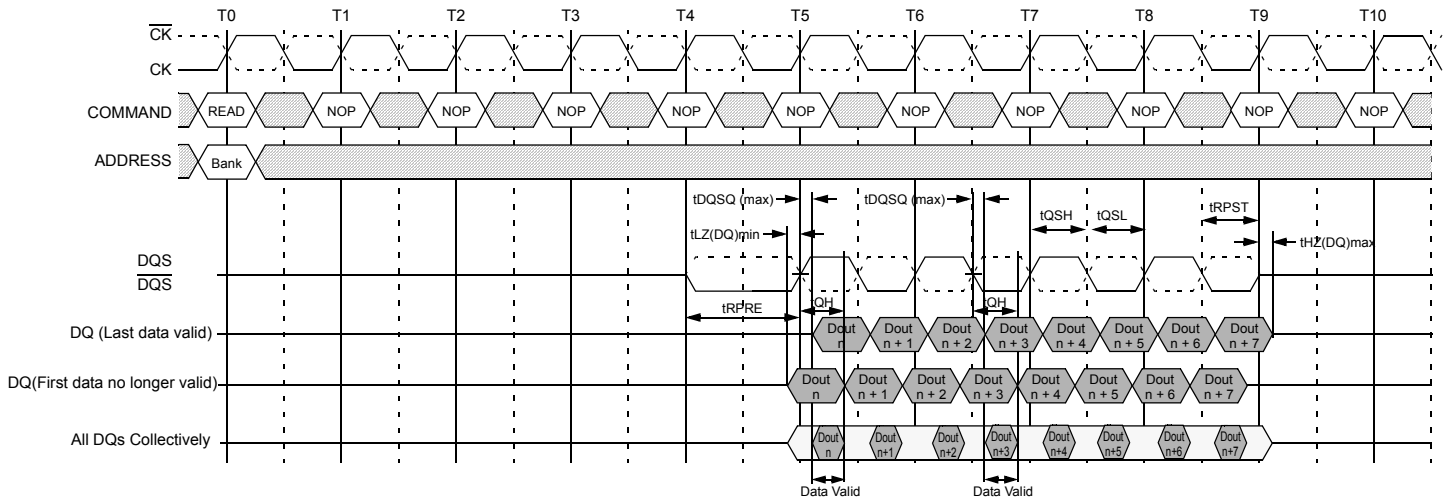 T0 T1 T2 T3 T4 T5 T6 T7 T8 T9 T10
CK
CK
COMMAND READ NOP NOP NOP NOP NOP NOP NOP NOP NOP NOP
ADDRESS Bank
tDQSQ (max) tDQSQ (max) tQSH tQSL tRPST
tLZ(DQ)min tHZ(DQ)max
DQS
DQS
tRPRE tQH tQH
DQ (Last data valid) Dout n Dout n + 1 Dout n + 2 Dout n + 3 Dout n + 4 Dout n + 5 Dout n + 6 Dout n + 7
DQ(First data no longer valid) Dout n Dout n + 1 Dout n + 2 Dout n + 3 Dout n + 4 Dout n + 5 Dout n + 6 Dout n + 7
All DQs Collectively Dout n Dout n+1 Dout n+2 Dout n+3 Dout n+4 Dout n+5 Dout n+6 Dout n+7
Data Valid Data Valid